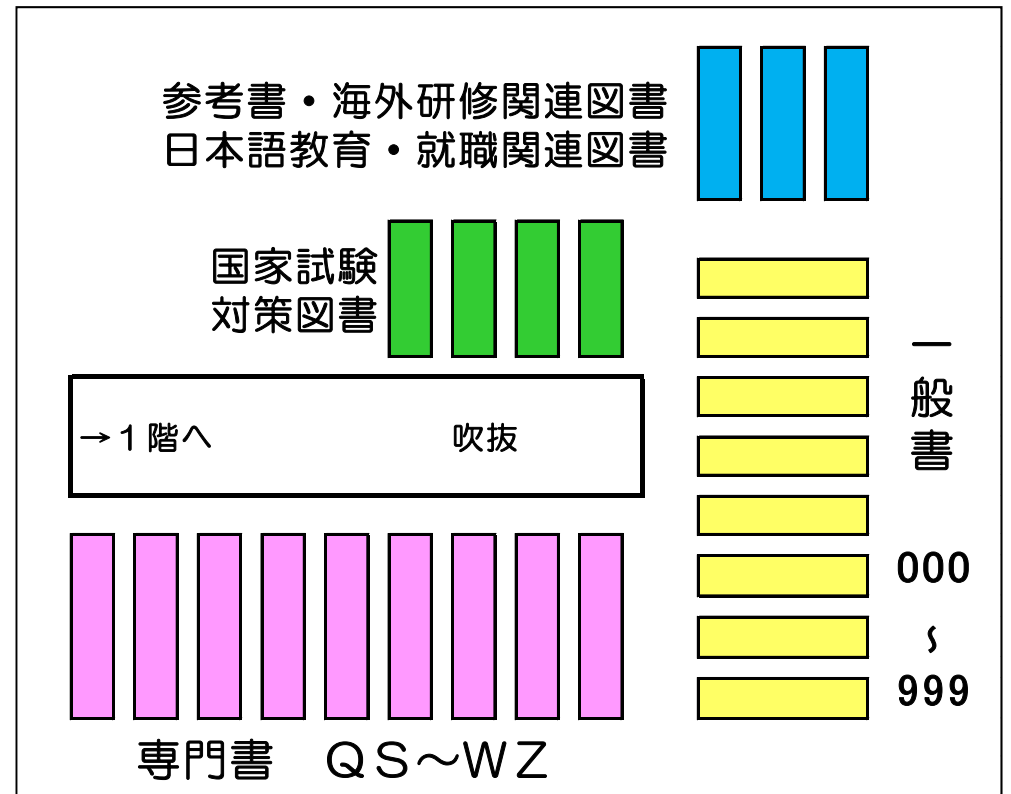 参考書・海外研修関連図書
日本語教育・就職関連図書
国家試験
対策図書
→１階へ　吹抜
一般書　000～999
専門書　ＱＳ～ＷＺ